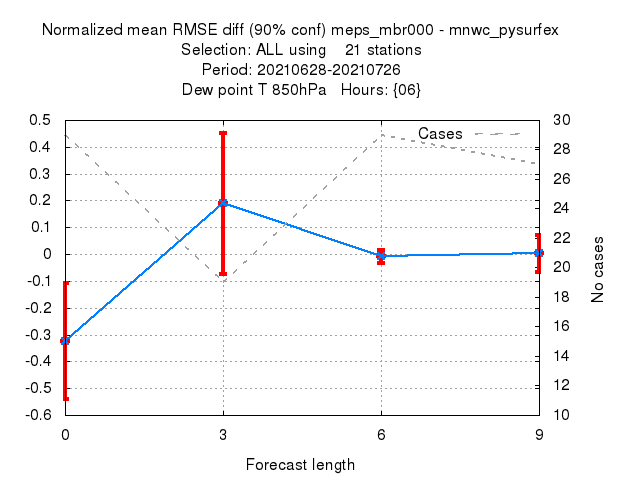 Normalized mean RMSE diff (90% conf) meps_mbr000 - mnwc_pysurfex
Selection: ALL using 21 stations
Period: 20210628-20210726
Dew point T 850hPa Hours: {06}
Cases
0.5
0.4
0.3
0.2
0.1
0
-0.1
-0.2
-0.3
-0.4
-0.5
-0.6
30
28
26
24
22
20
18
16
14
12
10
No cases
0 3 6 9
Forecast length